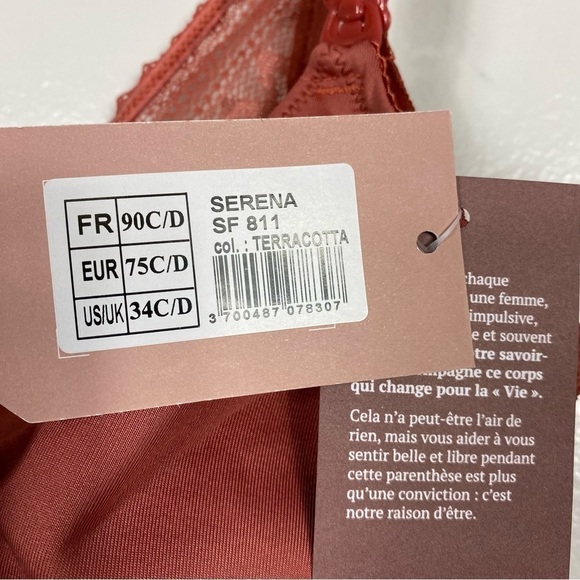 FR 90C/D
EUR 75C/D
US/UK 34C/D
SERENA
SF 811
col. : TERRACOTTA
3 700487 078307
chaque
une femme,
impulsive,
e et souvent
tre savoir-
mpagne ce corps
qui change pour la « Vie ».
Cela n'a peut-être l'air de
rien, mais vous aider à vous
sentir belle et libre pendant
cette parenthèse est plus
qu'une conviction : c'est
notre raison d'être.